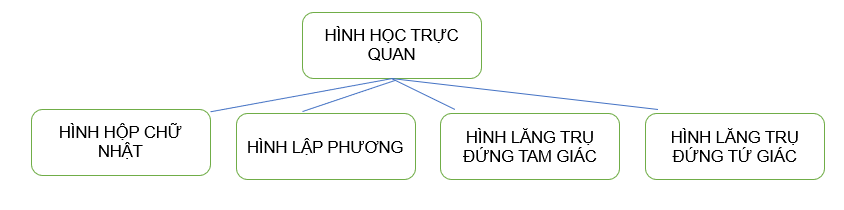 HÌNH HỌC TRỰC
QUAN
HÌNH HỘP CHỮ
NHẬT
HÌNH LẬP PHƯƠNG
HÌNH LĂNG TRỤ
ĐỨNG TAM GIÁC
HÌNH LĂNG TRỤ
ĐỨNG TỨ GIÁC